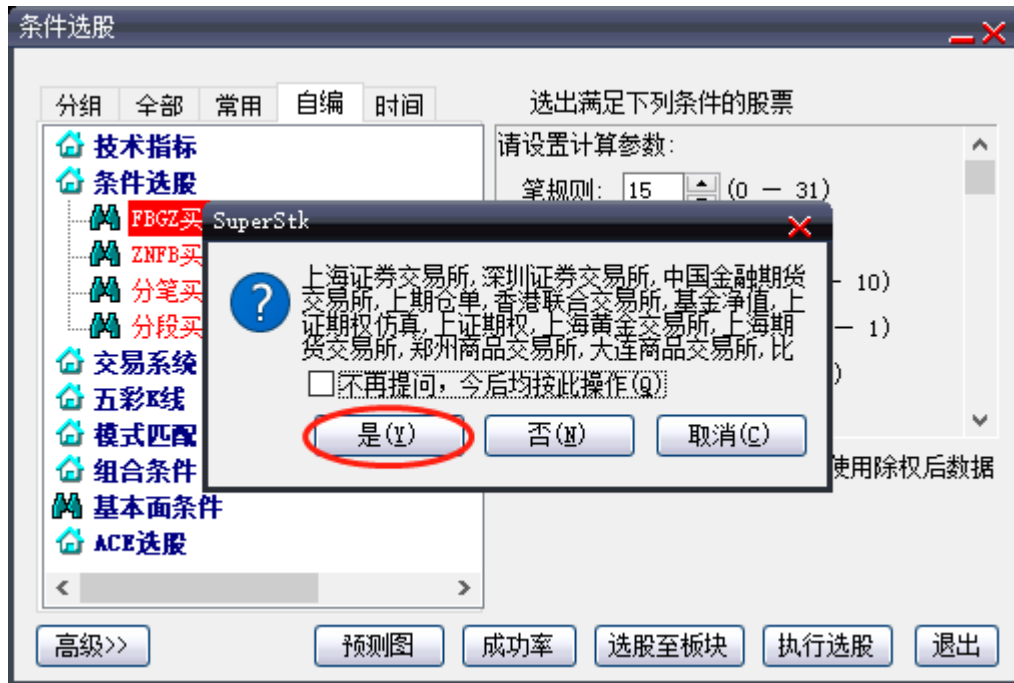 条件选股
分组 全部 常用 自编 时间
选出满足下列条件的股票
技术指标
条件选股
FBGZ买
ZNFB买
分笔买
分段买
交易系统
五彩K线
模式匹配
组合条件
基本面条件
ACE选股
请设置计算参数:
笔规则: 15 (0 － 31)
－ 10)
－ 1)
)
使用除权后数据
SuperStk
上海证券交易所,深圳证券交易所,中国金融期货
交易所,上期仓单,香港联合交易所,基金净值,上
证期权仿真,上证期权,上海黄金交易所,上海期
货交易所,郑州商品交易所,大连商品交易所,比
不再提问，今后均按此操作(Q)
是(Y) 否(N) 取消(C)
高级>> 预测图 成功率 选股至板块 执行选股 退出